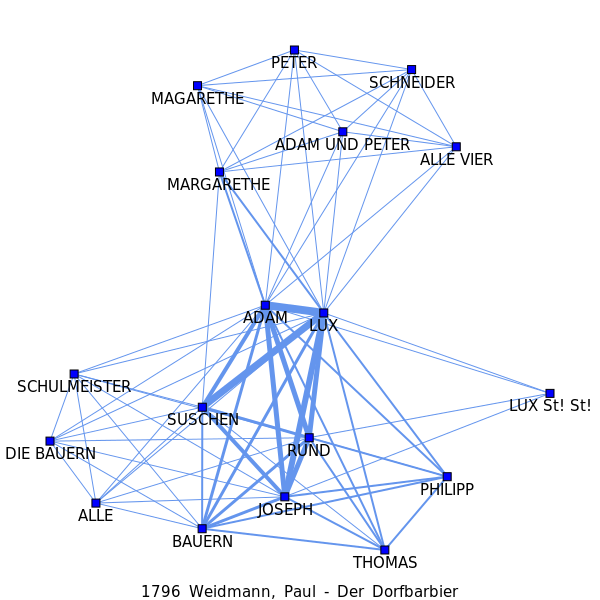 PETER
SCHNEIDER
MAGARETHE
ADAM UND PETER
ALLE VIER
MARGARETHE
ADAM
LUX
SCHULMEISTER
LUX St! St!
SUSCHEN
RUND
DIE BAUERN
PHILIPP
JOSEPH
ALLE
BAUERN
THOMAS
1796 Weidmann, Paul - Der Dorfbarbier